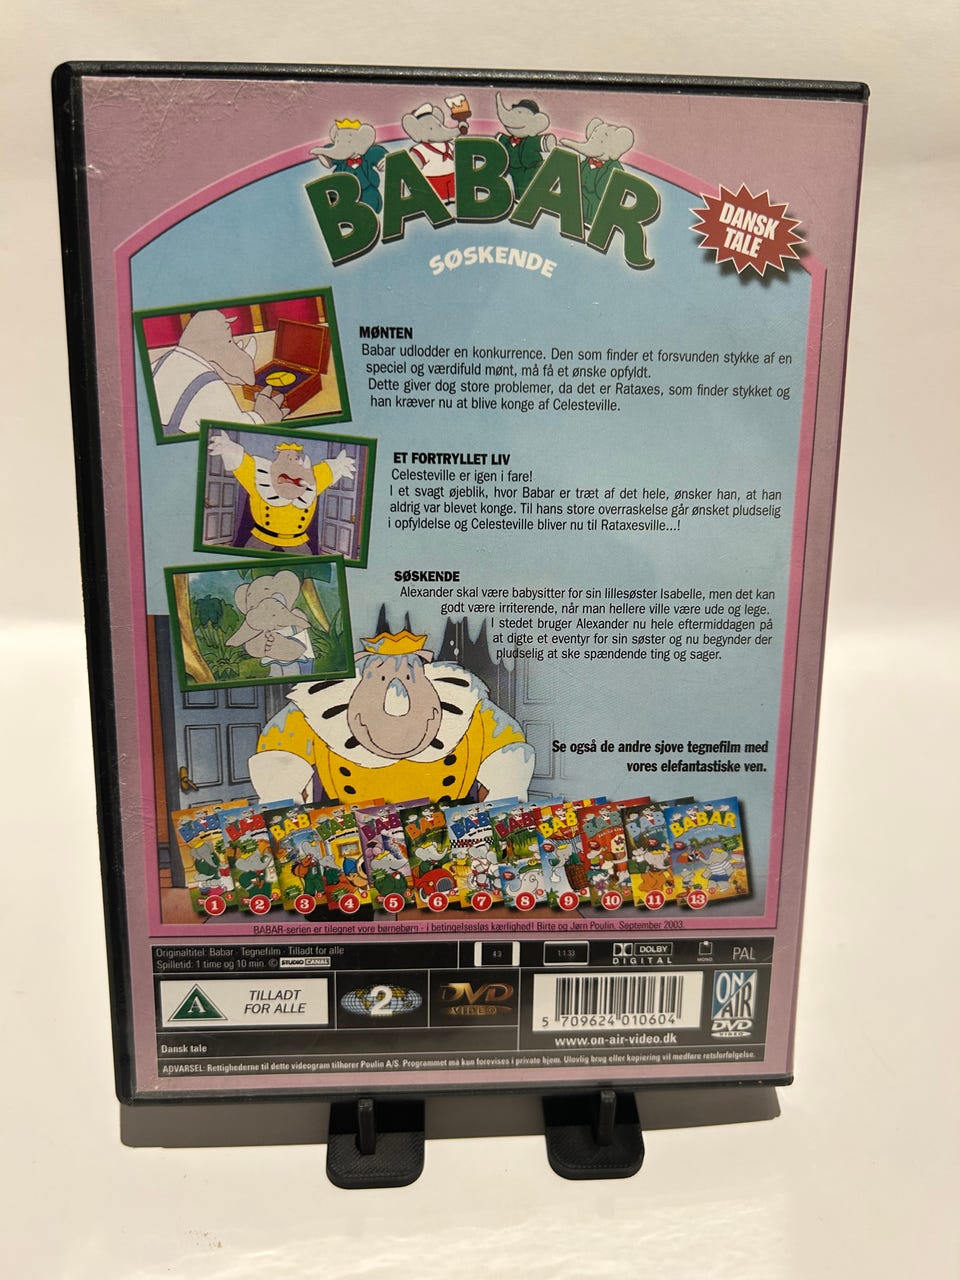 BABAR
SØSKENDE
DANSK
TALE
MØNTEN
Babar udlodder en konkurrence. Den som finder et forsvunden stykke af en
speciel og værdifuld mønt, må få et ønske opfyldt.
Dette giver dog store problemer, da det er Rataxes, som finder stykket og
han kræver nu at blive konge af Celesteville.
ET FORTRYLLET LIV
Celesteville er igen i fare!
I et svagt øjeblik, hvor Babar er træt af det hele, ønsker han, at han
aldrig var blevet konge. Til hans store overraskelse går ønsket pludselig
i opfyldelse og Celesteville bliver nu til Rataxesville...!
SØSKENDE
Alexander skal være babysitter for sin lillesøster Isabelle, men det kan
godt være irriterende, når man hellere ville være ude og lege.
I stedet bruger Alexander nu hele eftermiddagen på
at digte et eventyr for sin søster og nu begynder der
pludselig at ske spændende ting og sager.
Se også de andre sjove tegnefilm med
vores elefantastiske ven.
BABAR
1 2 3 4 5 6 7 8 9 10 11 13
BABAR-serien er tilegnet vore børnebørn - i betingelsesløs kærlighed! Birte og Jørn Poulin. September 2003.
Originaltitel: Babar · Tegnefilm · Tilladt for alle
Spilletid: 1 time og 10 min. © STUDIO CANAL
4:3
1:1.33
DOLBY
DIGITAL
MONO
PAL
A
TILLADT
FOR ALLE
2
DVD
VIDEO
5 709624 010604
www.on-air-video.dk
ON
AIR
DVD
VIDEO
Dansk tale
ADVARSEL: Rettighederne til dette videogram tilhører Poulin A/S. Programmet må kun forevises i private hjem. Ulovlig brug eller kopiering vil medføre retsforfølgelse.